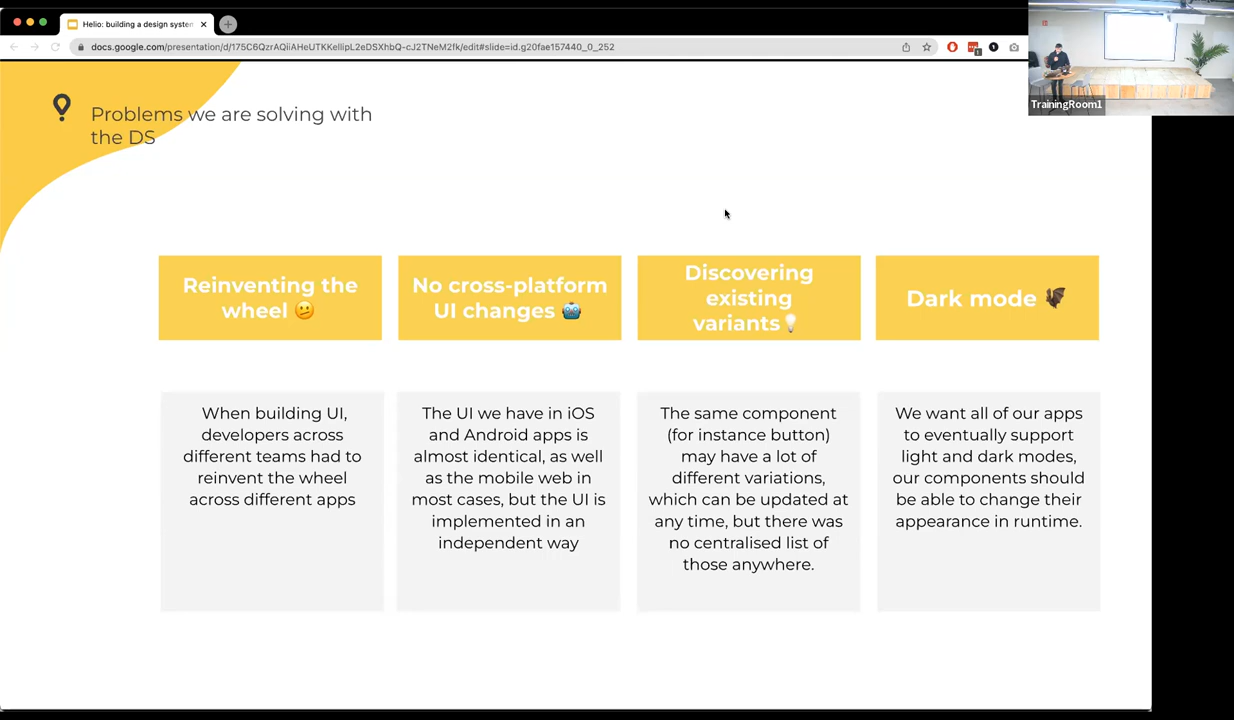 Helio: building a design system
docs.google.com/presentation/d/175C6QzrAQiiAHeUTKKellipL2eDSXhbQ-cJ2TNeM2fk/edit#slide=id.g20fae157440_0_252
TrainingRoom1
Problems we are solving with
the DS
Reinventing the
wheel 🫤
When building UI,
developers across
different teams had to
reinvent the wheel
across different apps
No cross-platform
UI changes 🤖
The UI we have in iOS
and Android apps is
almost identical, as well
as the mobile web in
most cases, but the UI is
implemented in an
independent way
Discovering
existing
variants💡
The same component
(for instance button)
may have a lot of
different variations,
which can be updated at
any time, but there was
no centralised list of
those anywhere.
Dark mode 🦇
We want all of our apps
to eventually support
light and dark modes,
our components should
be able to change their
appearance in runtime.